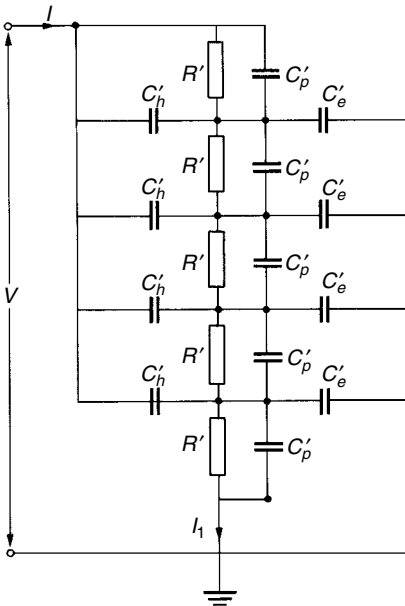 I
R′ C′p
C′h C′e
R′ C′p
C′h C′e
V
R′ C′p
C′h C′e
R′ C′p
C′h C′e
R′ C′p
I1